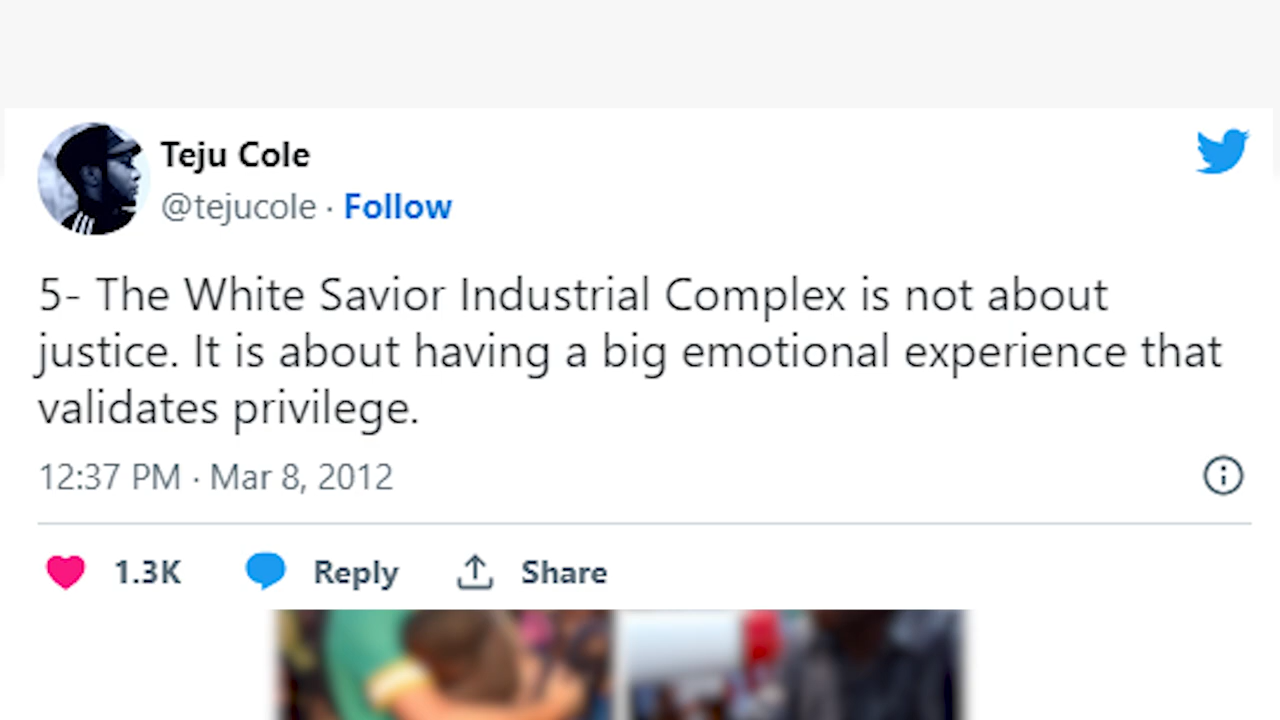 Teju Cole
@tejucole · Follow
5- The White Savior Industrial Complex is not about
justice. It is about having a big emotional experience that
validates privilege.
12:37 PM · Mar 8, 2012
1.3K Reply Share